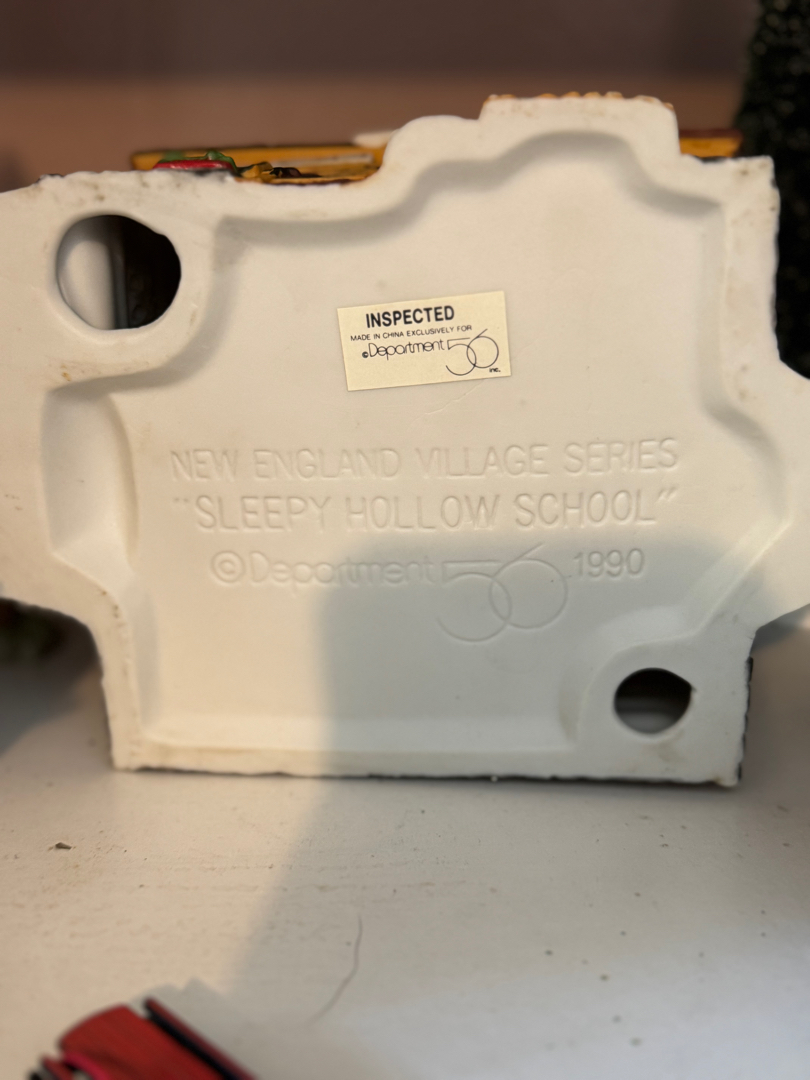 INSPECTED
MADE IN CHINA EXCLUSIVELY FOR
©Department 56 INC.
NEW ENGLAND VILLAGE SERIES
"SLEEPY HOLLOW SCHOOL"
©Department 56 1990